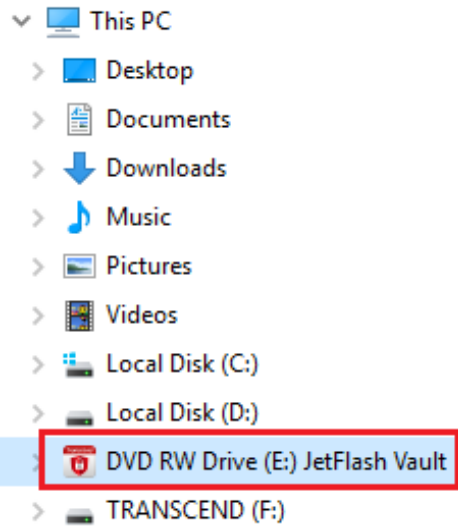 This PC
Desktop
Documents
Downloads
Music
Pictures
Videos
Local Disk (C:)
Local Disk (D:)
DVD RW Drive (E:) JetFlash Vault
TRANSCEND (F:)